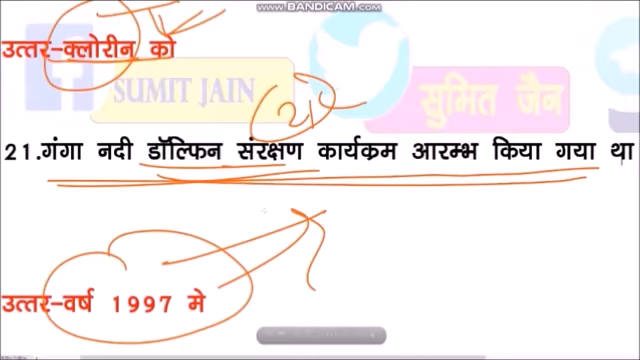 WWW.BANDICAM.COM
उत्तर-क्लोरीन को
SUMIT JAIN
सुमित जैन
21
21.गंगा नदी डॉल्फिन संरक्षण कार्यक्रम आरम्भ किया गया था
उत्तर-वर्ष 1997 मे